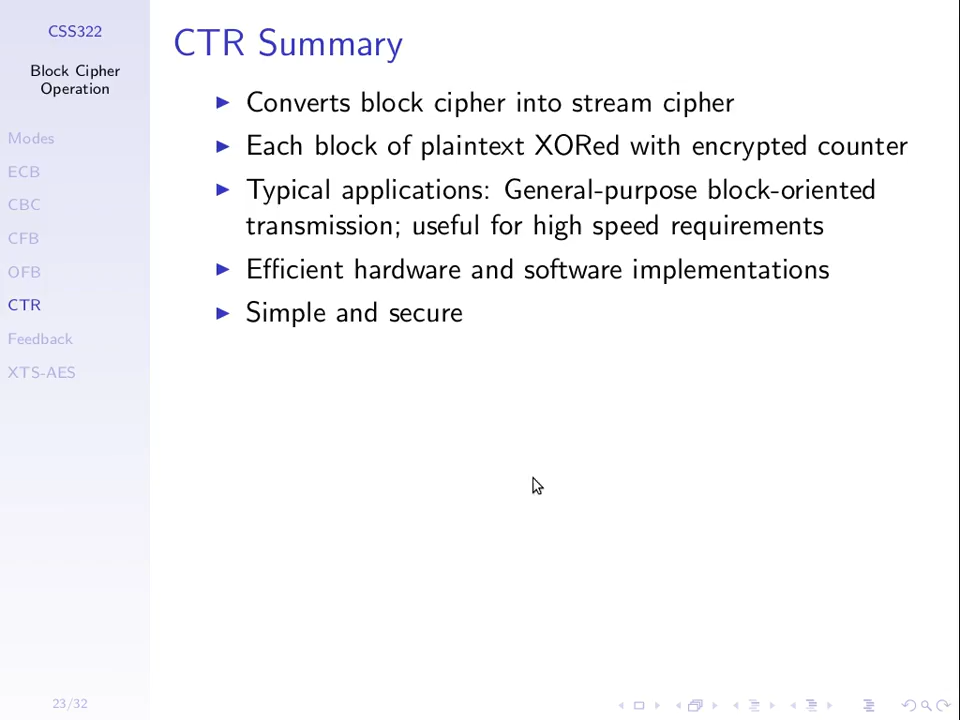 CSS322
Block Cipher
Operation
Modes
ECB
CBC
CFB
OFB
CTR
Feedback
XTS-AES
23/32
CTR Summary
Converts block cipher into stream cipher
Each block of plaintext XORed with encrypted counter
Typical applications: General-purpose block-oriented
transmission; useful for high speed requirements
Efficient hardware and software implementations
Simple and secure